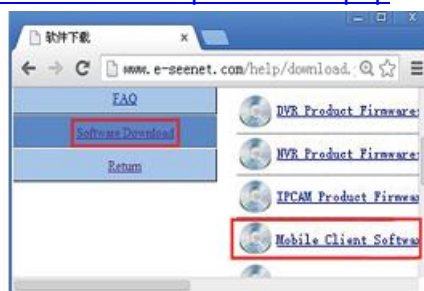 软件下载
www.e-seenet.com/help/download.
FAQ
Software Download
Return
DVR Product Firmware:
NVR Product Firmware:
IPCAM Product Firmwa
Mobile Client Softwa